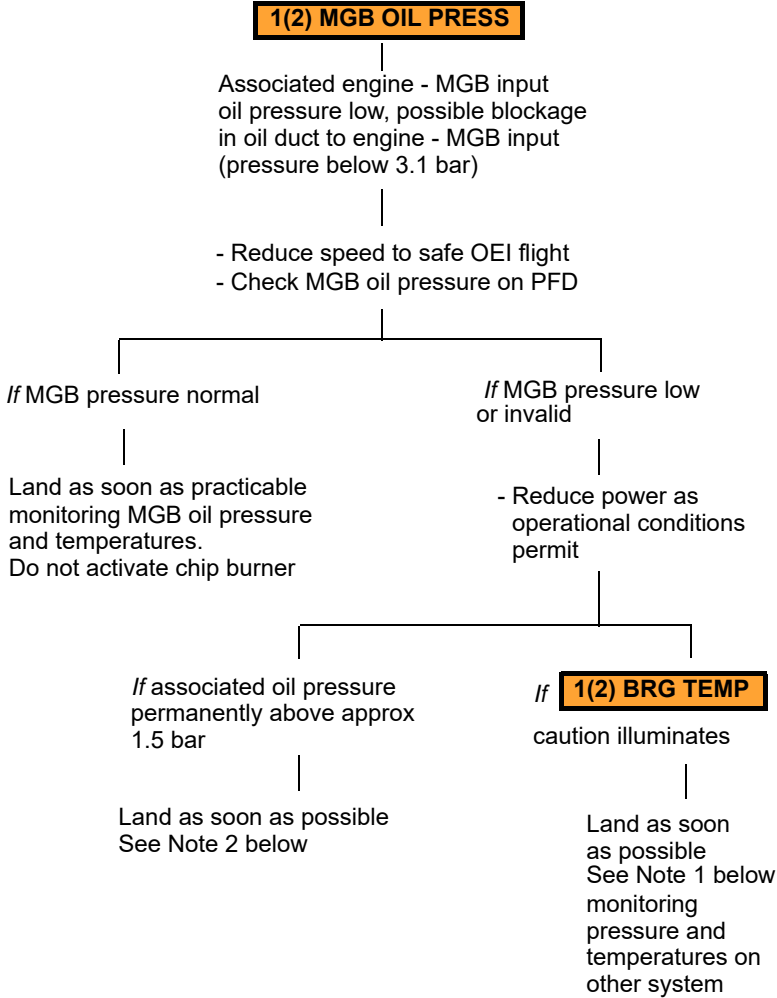 1(2) MGB OIL PRESS
Associated engine - MGB input
oil pressure low, possible blockage
in oil duct to engine - MGB input
(pressure below 3.1 bar)
- Reduce speed to safe OEI flight
- Check MGB oil pressure on PFD
If MGB pressure normal
Land as soon as practicable
monitoring MGB oil pressure
and temperatures.
Do not activate chip burner
If MGB pressure low
or invalid
- Reduce power as
operational conditions
permit
If associated oil pressure
permanently above approx
1.5 bar
Land as soon as possible
See Note 2 below
If 1(2) BRG TEMP
caution illuminates
Land as soon
as possible
See Note 1 below
monitoring
pressure and
temperatures on
other system